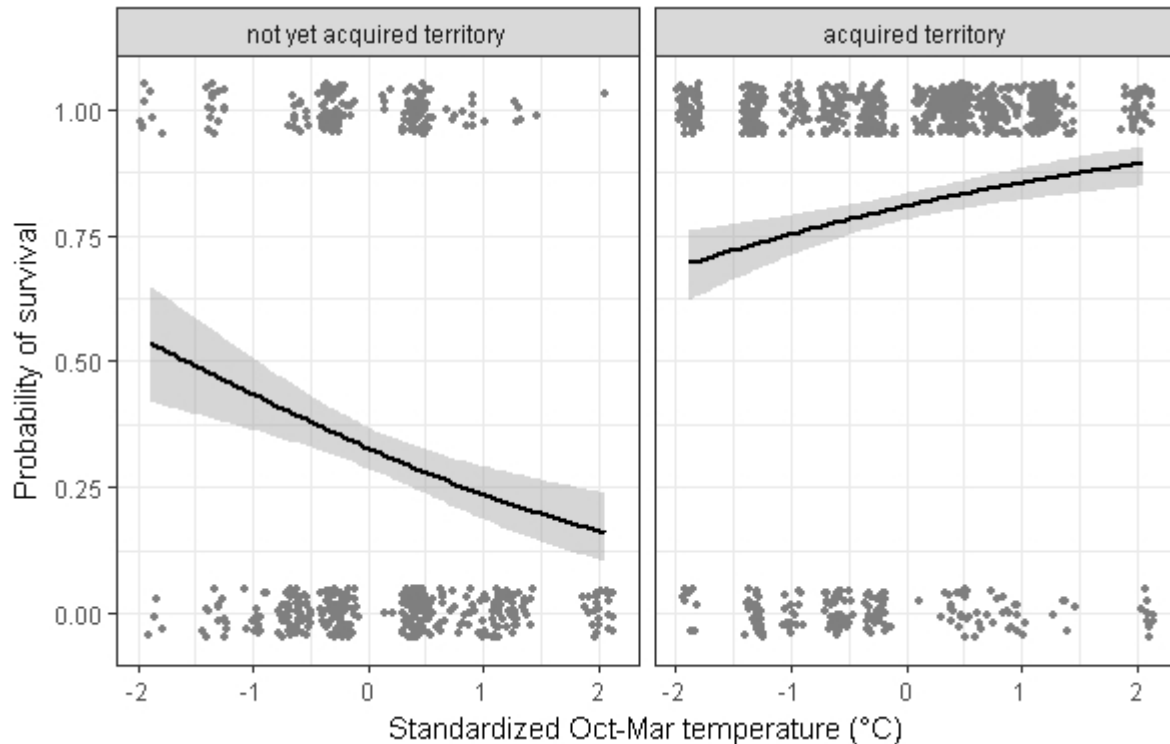 not yet acquired territory
acquired territory
Probability of survival
1.00
0.75
0.50
0.25
0.00
-2 -1 0 1 2
-2 -1 0 1 2
Standardized Oct-Mar temperature (°C)